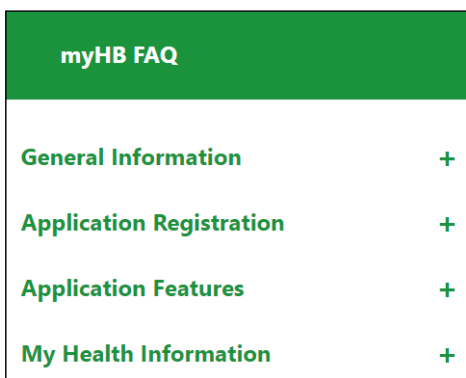 myHB FAQ
General Information +
Application Registration +
Application Features +
My Health Information +